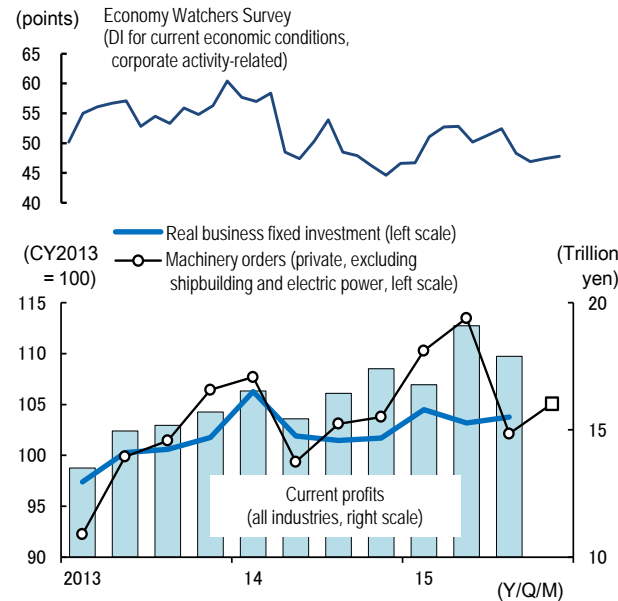 (points)
Economy Watchers Survey
(DI for current economic conditions,
corporate activity-related)
65
60
55
50
45
40
Real business fixed investment (left scale)
Machinery orders (private, excluding
shipbuilding and electric power, left scale)
(CY2013
= 100)
(Trillion
yen)
115
110
105
100
95
90
20
15
10
Current profits
(all industries, right scale)
2013
14
15
(Y/Q/M)